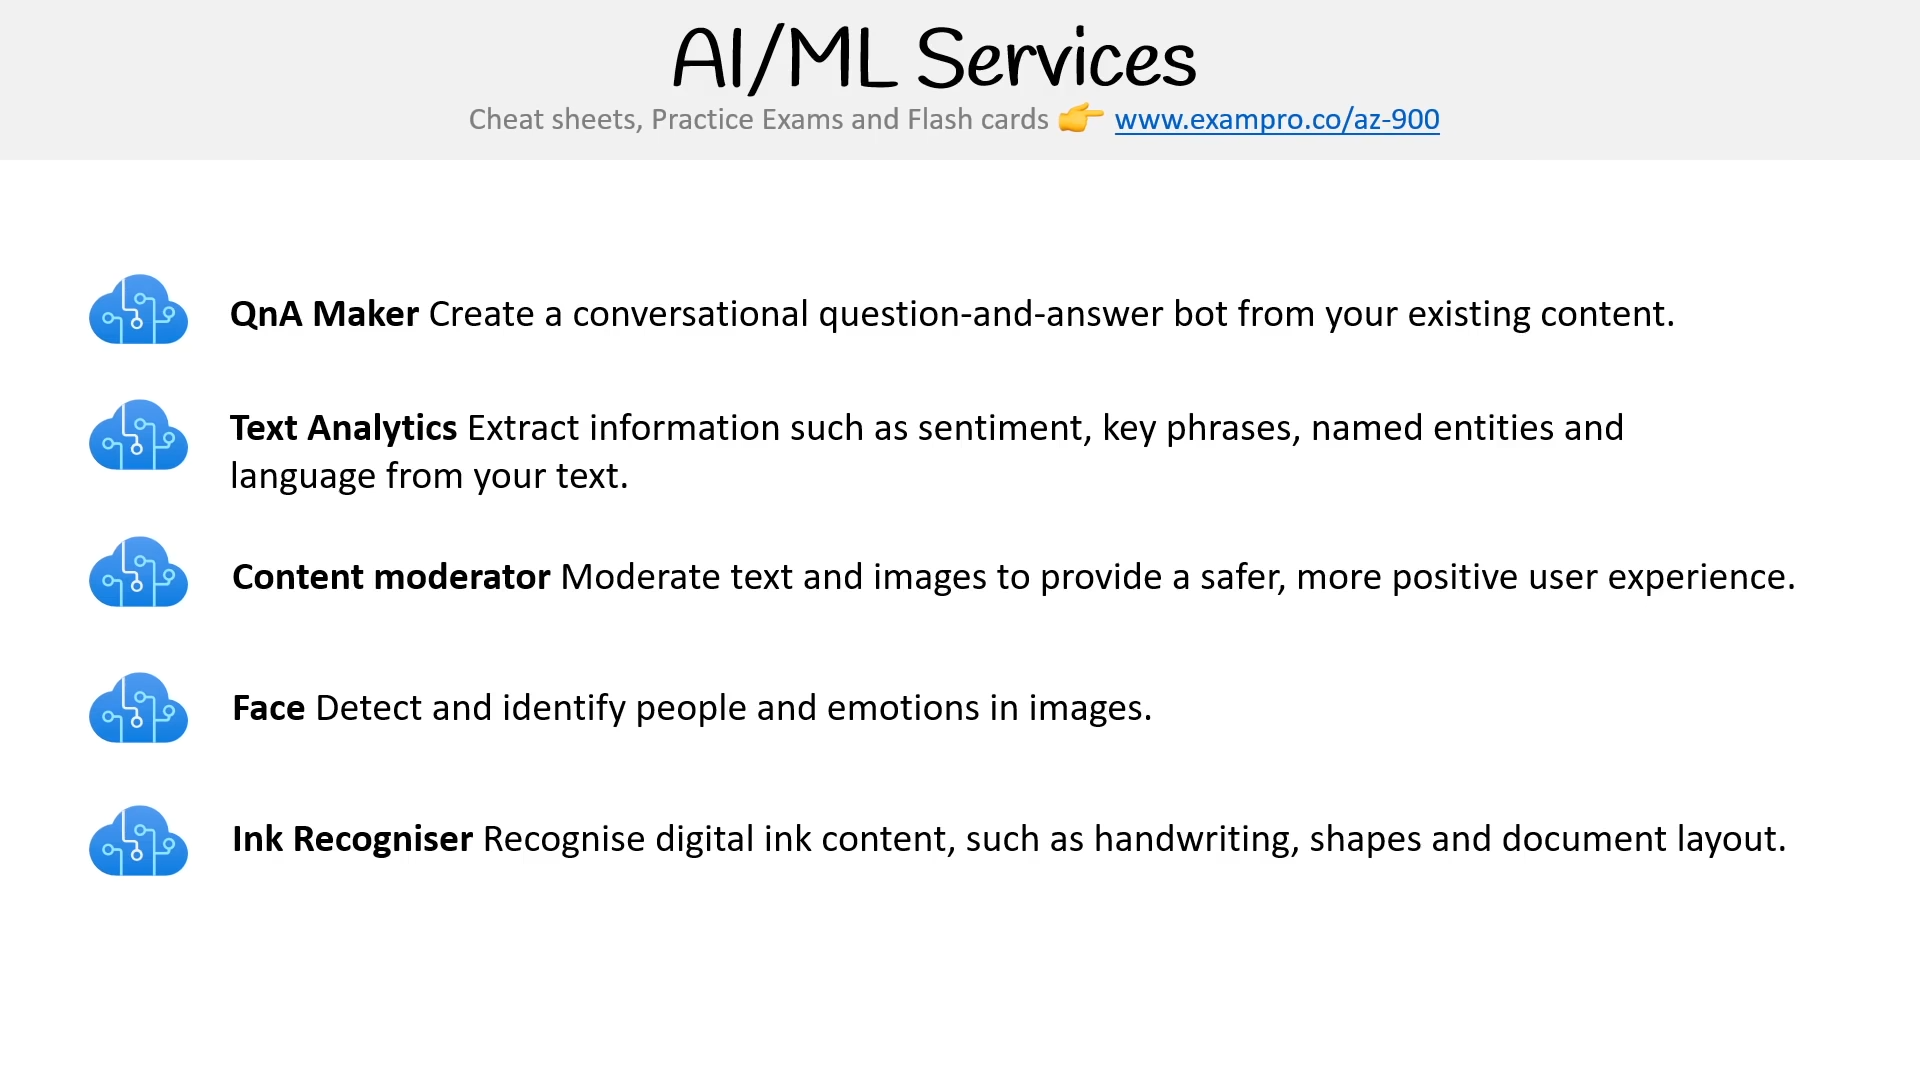 AI/ML Services
Cheat sheets, Practice Exams and Flash cards 👉 www.exampro.co/az-900
QnA Maker Create a conversational question-and-answer bot from your existing content.
Text Analytics Extract information such as sentiment, key phrases, named entities and
language from your text.
Content moderator Moderate text and images to provide a safer, more positive user experience.
Face Detect and identify people and emotions in images.
Ink Recogniser Recognise digital ink content, such as handwriting, shapes and document layout.